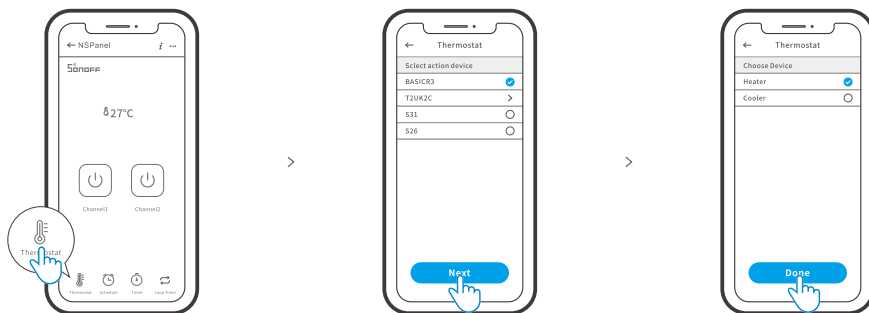 ← NSPanel i ...
SONOFF
27°C
Channel1 Channel2
Thermostat
Thermostat Schedule Timer Loop Timer
>
← Thermostat
Sclect action device
BASICR3
T2UK2C >
S31
S26
Next
>
← Thermostat
Choose Device
Heater
Cooler
Done